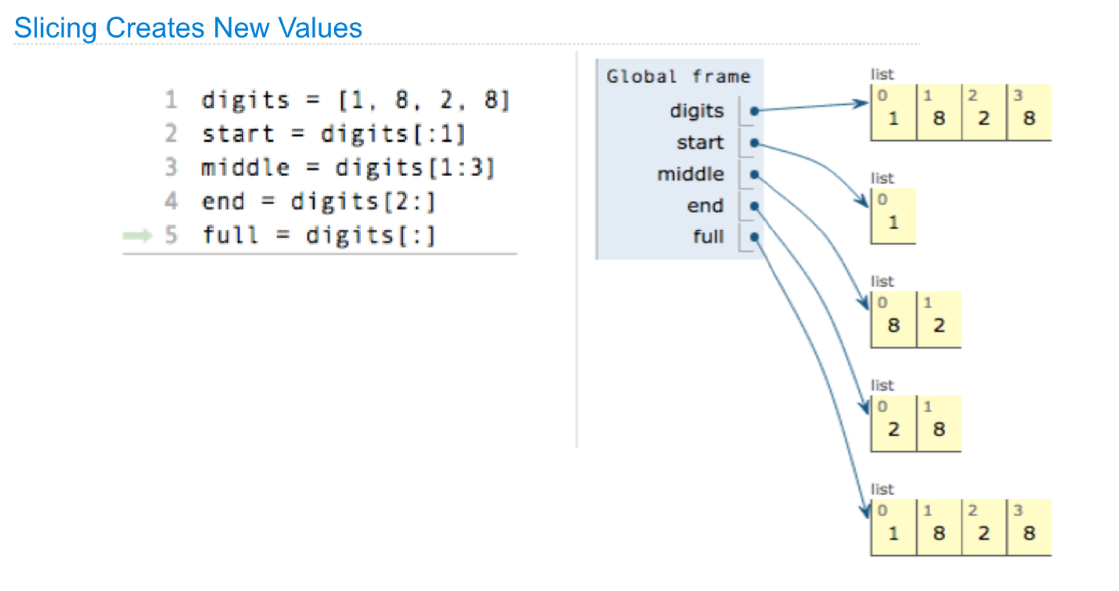 Slicing Creates New Values
1 digits = [1, 8, 2, 8]
2 start = digits[:1]
3 middle = digits[1:3]
4 end = digits[2:]
5 full = digits[:]
Global frame
digits
start
middle
end
full
list
0 1 2 3
1 8 2 8
list
0
1
list
0 1
8 2
list
0 1
2 8
list
0 1 2 3
1 8 2 8